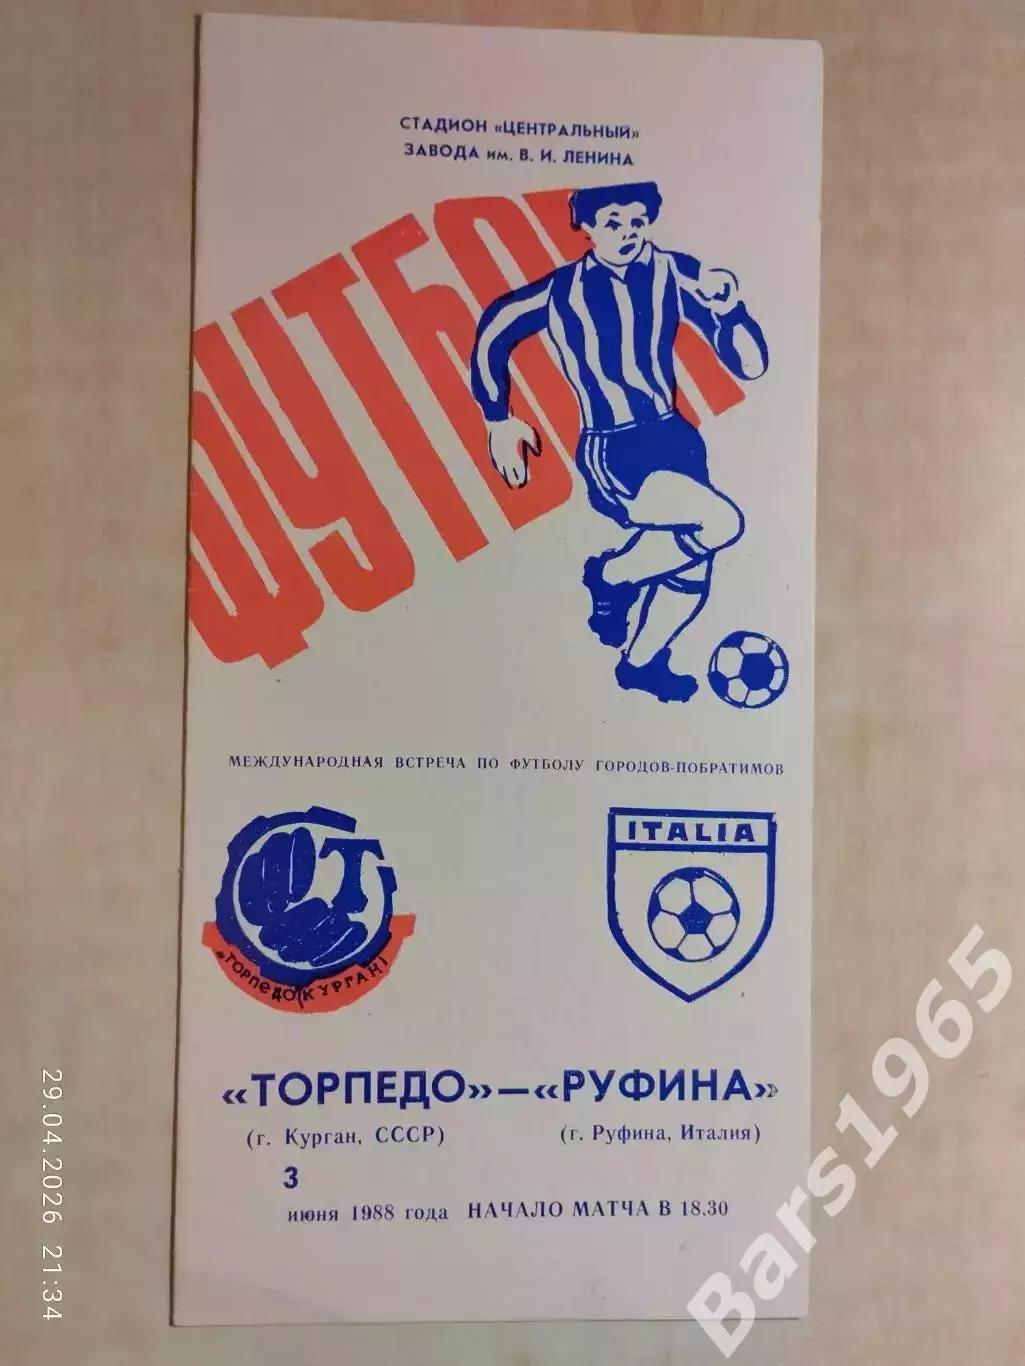 СТАДИОН «ЦЕНТРАЛЬНЫЙ»
ЗАВОДА им. В. И. ЛЕНИНА
ФУТБОЛ
МЕЖДУНАРОДНАЯ ВСТРЕЧА ПО ФУТБОЛУ ГОРОДОВ-ПОБРАТИМОВ
Т
„ТОРПЕДО КУРГАН
ITALIA
«ТОРПЕДО»—«РУФИНА»
(г. Курган, СССР) (г. Руфина, Италия)
3
июня 1988 года НАЧАЛО МАТЧА В 18.30
29.04.2026 21:34
Bars1965